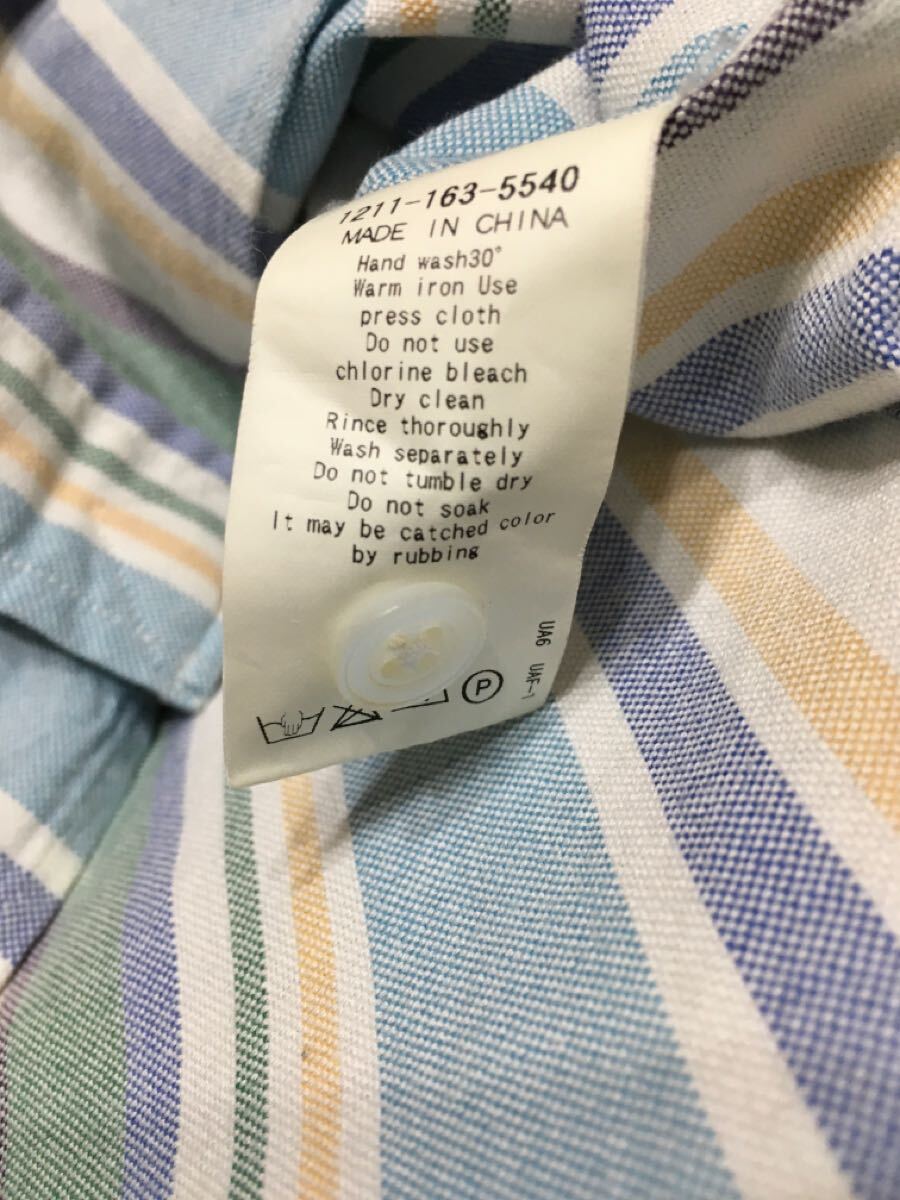 1211-163-5540
MADE IN CHINA
Hand wash30°
Warm iron Use
press cloth
Do not use
chlorine bleach
Dry clean
Rince thoroughly
Wash separately
Do not tumble dry
Do not soak
It may be catched color
by rubbing
UA6 UAF-1
P